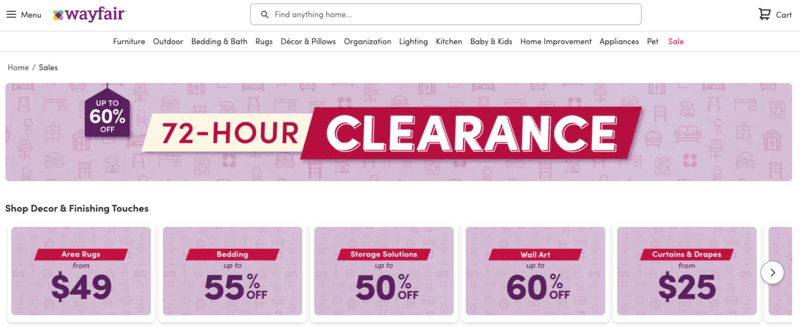 Menu
wayfair
Find anything home...
Cart
Furniture Outdoor Bedding & Bath Rugs Décor & Pillows Organization Lighting Kitchen Baby & Kids Home Improvement Appliances Pet Sale
Home / Sales
UP TO
60%
OFF
72-HOUR CLEARANCE
Shop Decor & Finishing Touches
Area Rugs
from
$49
Bedding
up to
55% OFF
Storage Solutions
up to
50% OFF
Wall Art
up to
60% OFF
Curtains & Drapes
from
$25